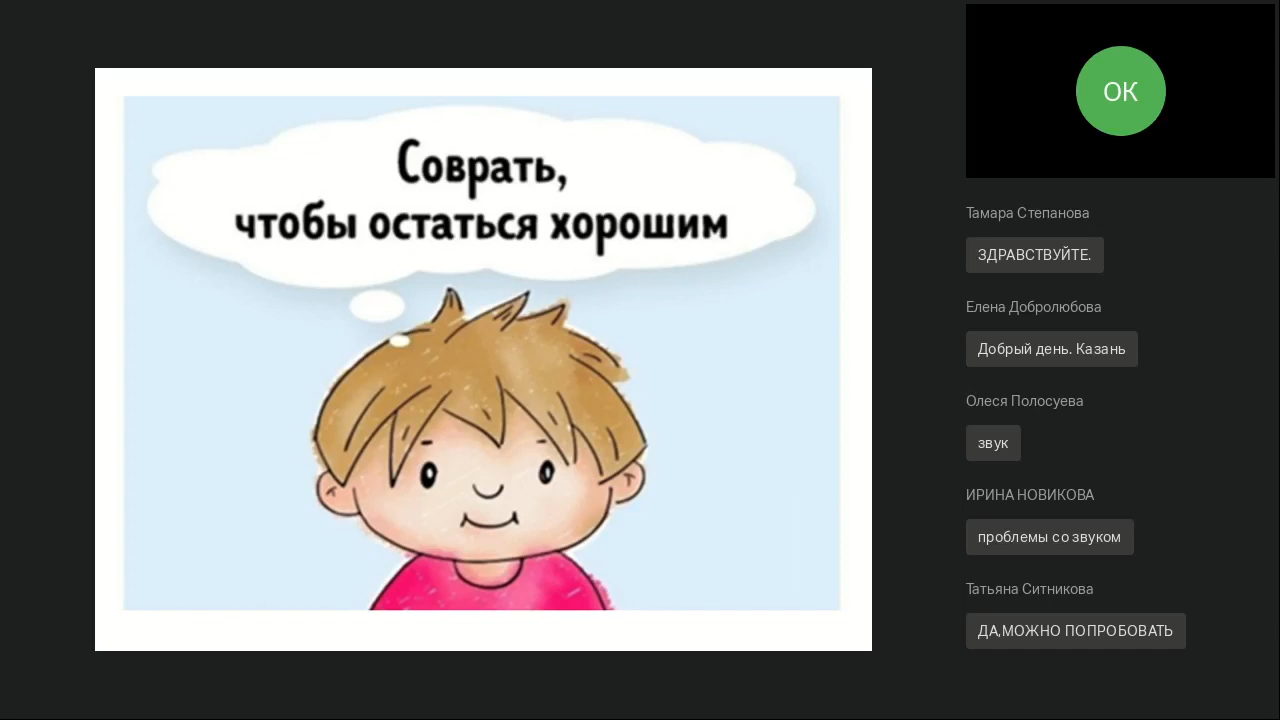 Соврать,
чтобы остаться хорошим
ОК
Тамара Степанова
ЗДРАВСТВУЙТЕ.
Елена Добролюбова
Добрый день. Казань
Олеся Полосуева
звук
ИРИНА НОВИКОВА
проблемы со звуком
Татьяна Ситникова
ДА,МОЖНО ПОПРОБОВАТЬ